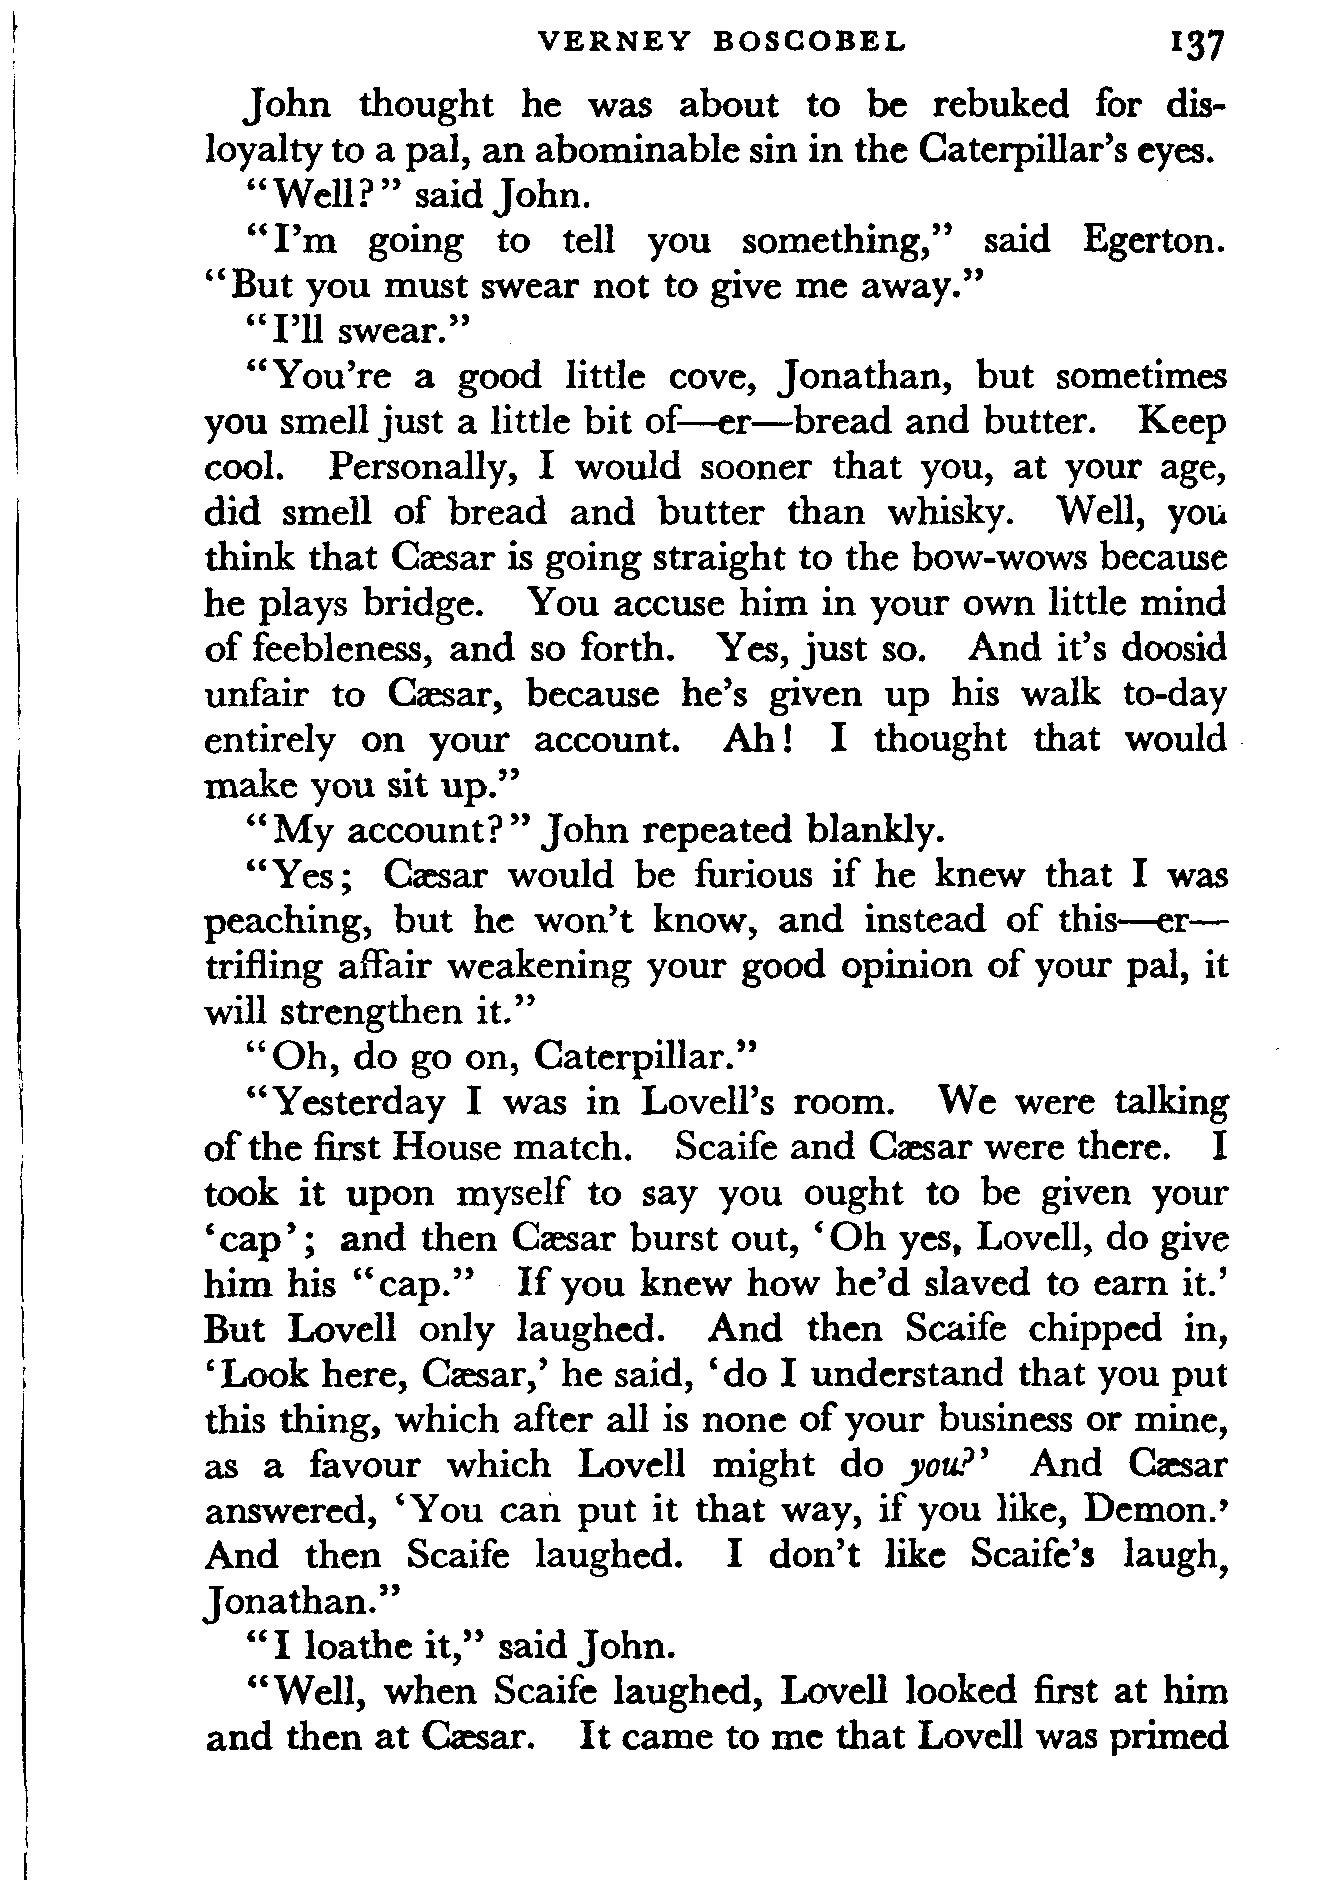 VERNEY BOSCOBEL 137
John thought he was about to be rebuked for dis-
loyalty to a pal, an abominable sin in the Caterpillar's eyes.
"Well?" said John.
"I'm going to tell you something," said Egerton.
"But you must swear not to give me away."
"I'll swear."
"You're a good little cove, Jonathan, but sometimes
you smell just a little bit of—er—bread and butter. Keep
cool. Personally, I would sooner that you, at your age,
did smell of bread and butter than whisky. Well, you
think that Cæsar is going straight to the bow-wows because
he plays bridge. You accuse him in your own little mind
of feebleness, and so forth. Yes, just so. And it's doosid
unfair to Cæsar, because he's given up his walk to-day
entirely on your account. Ah! I thought that would
make you sit up."
"My account?" John repeated blankly.
"Yes; Cæsar would be furious if he knew that I was
peaching, but he won't know, and instead of this—er—
trifling affair weakening your good opinion of your pal, it
will strengthen it."
"Oh, do go on, Caterpillar."
"Yesterday I was in Lovell's room. We were talking
of the first House match. Scaife and Cæsar were there. I
took it upon myself to say you ought to be given your
'cap'; and then Cæsar burst out, 'Oh yes, Lovell, do give
him his "cap." If you knew how he'd slaved to earn it.'
But Lovell only laughed. And then Scaife chipped in,
'Look here, Cæsar,' he said, 'do I understand that you put
this thing, which after all is none of your business or mine,
as a favour which Lovell might do you?' And Cæsar
answered, 'You can put it that way, if you like, Demon.'
And then Scaife laughed. I don't like Scaife's laugh,
Jonathan."
"I loathe it," said John.
"Well, when Scaife laughed, Lovell looked first at him
and then at Cæsar. It came to me that Lovell was primed